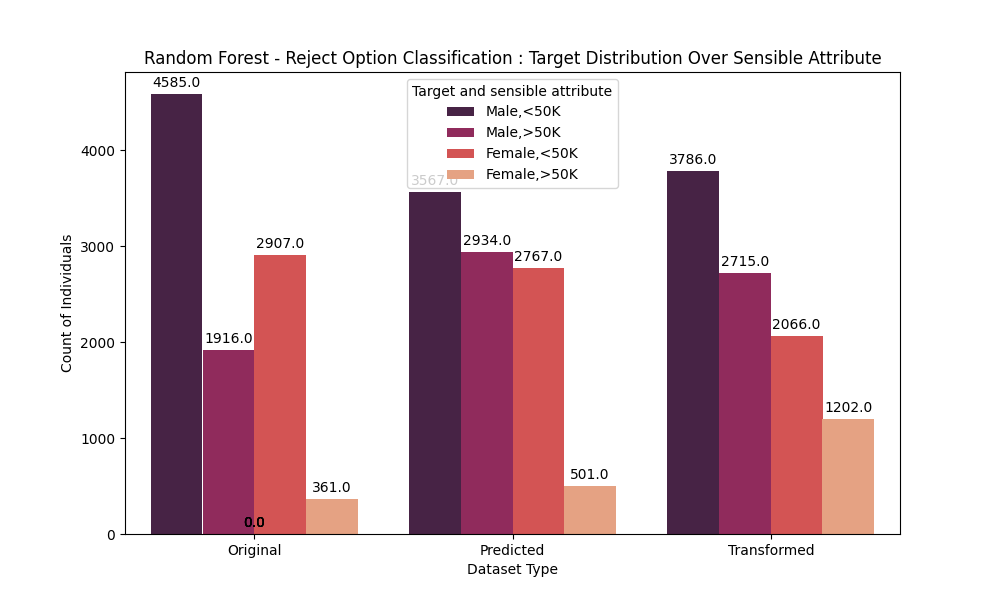 Random Forest - Reject Option Classification : Target Distribution Over Sensible Attribute
Target and sensible attribute
Male,<50K
Male,>50K
Female,<50K
Female,>50K
4585.0
1916.0
2907.0
361.0
0.0
3567.0
2934.0
2767.0
501.0
3786.0
2715.0
2066.0
1202.0
Count of Individuals
4000
3000
2000
1000
0
Original
Predicted
Transformed
Dataset Type